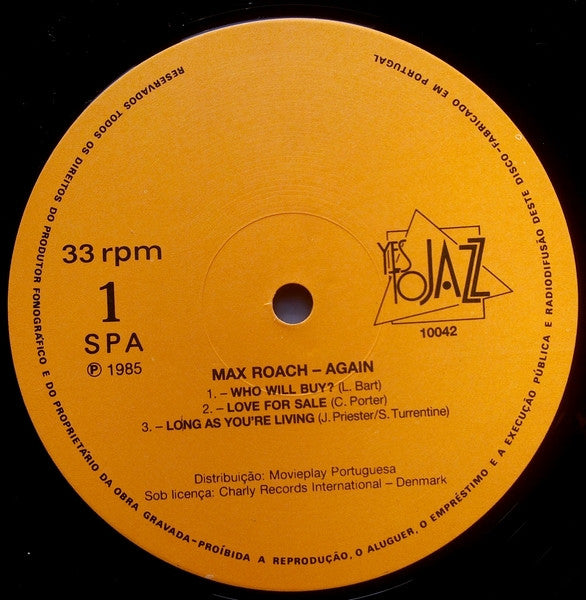 RESERVADOS TODOS OS DIREITOS DO PRODUTOR FONOGRÁFICO E DO PROPRIETÁRIO DA OBRA GRAVADA-PROÍBIDA A REPRODUÇÃO, O ALUGUER, O EMPRÉSTIMO E A EXECUÇÃO PÚBLICA E RADIODIFUSÃO DESTE DISCO-FABRICADO EM PORTUGAL
33 rpm
1
SPA
℗ 1985
YES
TO JAZZ
10042
MAX ROACH – AGAIN
1. – WHO WILL BUY? (L. Bart)
2. – LOVE FOR SALE (C. Porter)
3. – LONG AS YOU'RE LIVING (J. Priester/S. Turrentine)
Distribuição: Movieplay Portuguesa
Sob licença: Charly Records International – Denmark